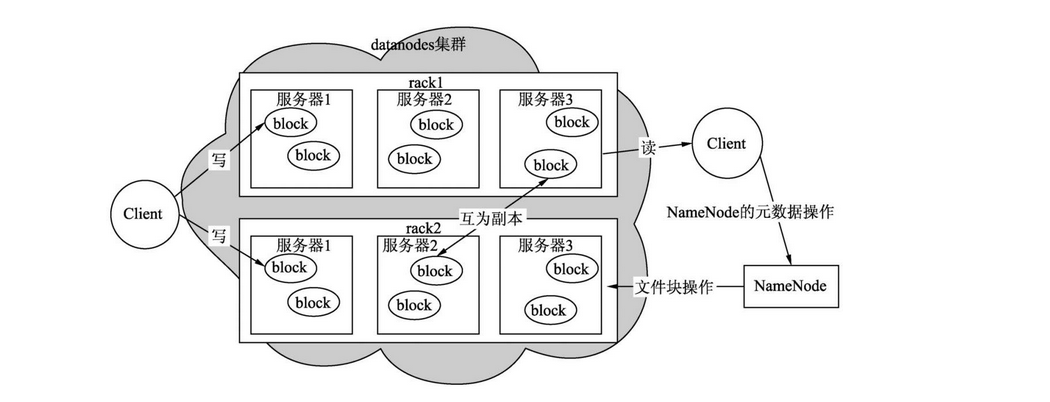 datanodes集群
rack1
服务器1
服务器2
服务器3
block
block
block
block
block
block
写
写
Client
互为副本
rack2
服务器1
服务器2
服务器3
block
block
block
block
block
block
读
Client
NameNode的元数据操作
文件块操作
NameNode